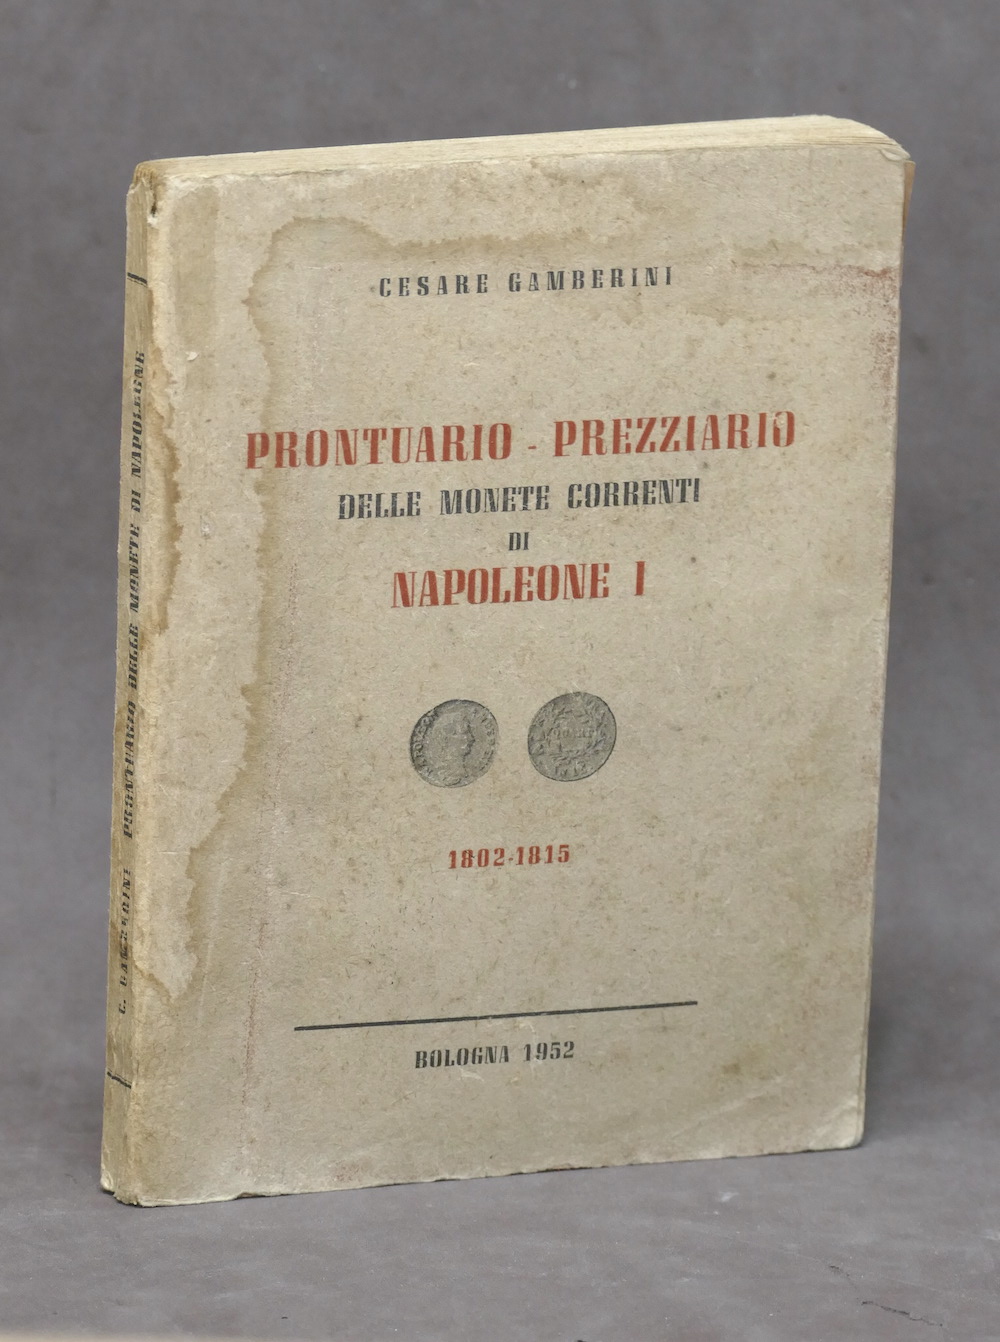 CESARE GAMBERINI
PRONTUARIO - PREZZIARIO
DELLE MONETE CORRENTI
DI
NAPOLEONE I
1802-1815
BOLOGNA 1952
C. GAMBERINI PRONTUARIO DELLE MONETE DI NAPOLEONE